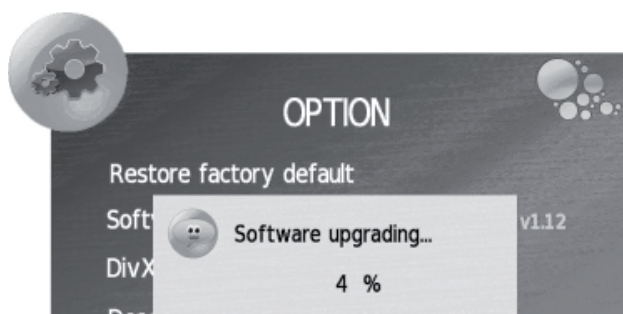 OPTION
Restore factory default
Soft v1.12
Software upgrading...
DivX
4 %